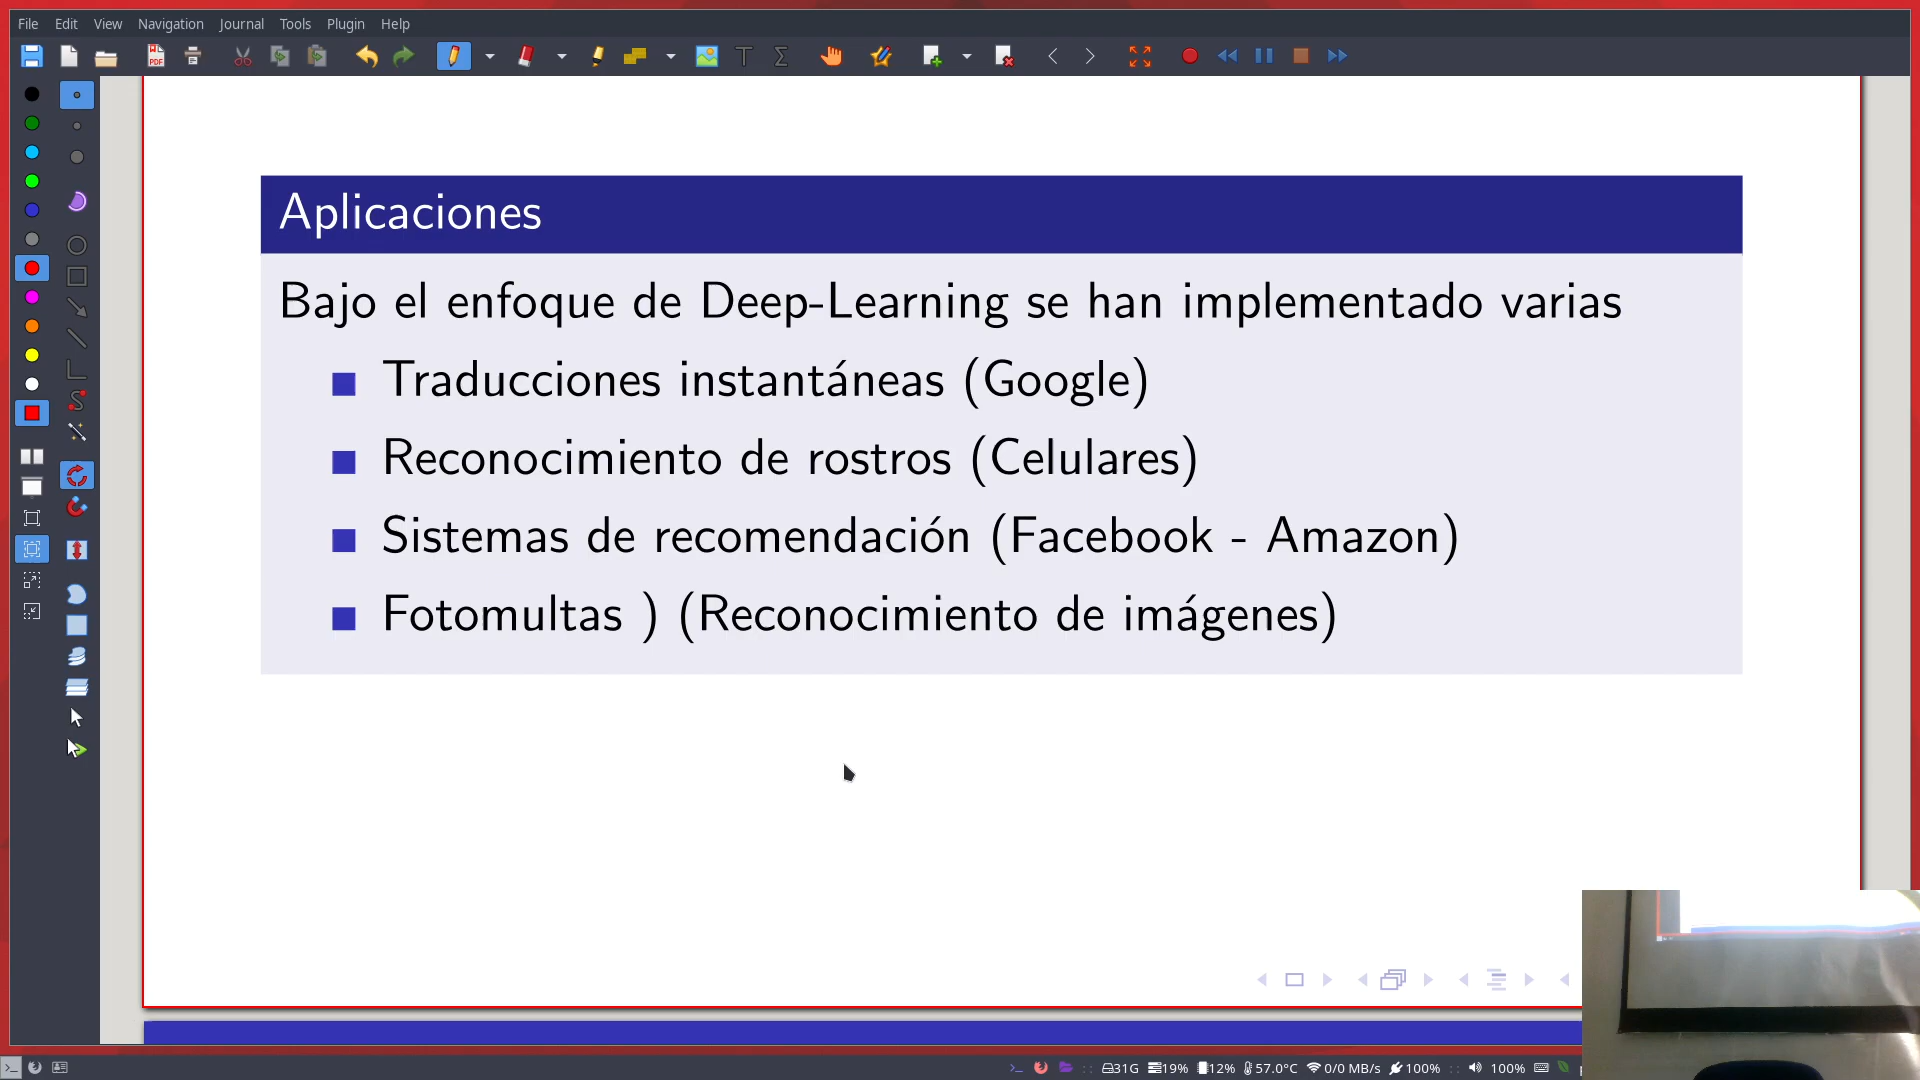 File Edit View Navigation Journal Tools Plugin Help
PDF
T Σ
Aplicaciones
Bajo el enfoque de Deep-Learning se han implementado varias
Traducciones instantáneas (Google)
Reconocimiento de rostros (Celulares)
Sistemas de recomendación (Facebook - Amazon)
Fotomultas ) (Reconocimiento de imágenes)
31G 19% 12% 57.0°C 0/0 MB/s 100% 100%